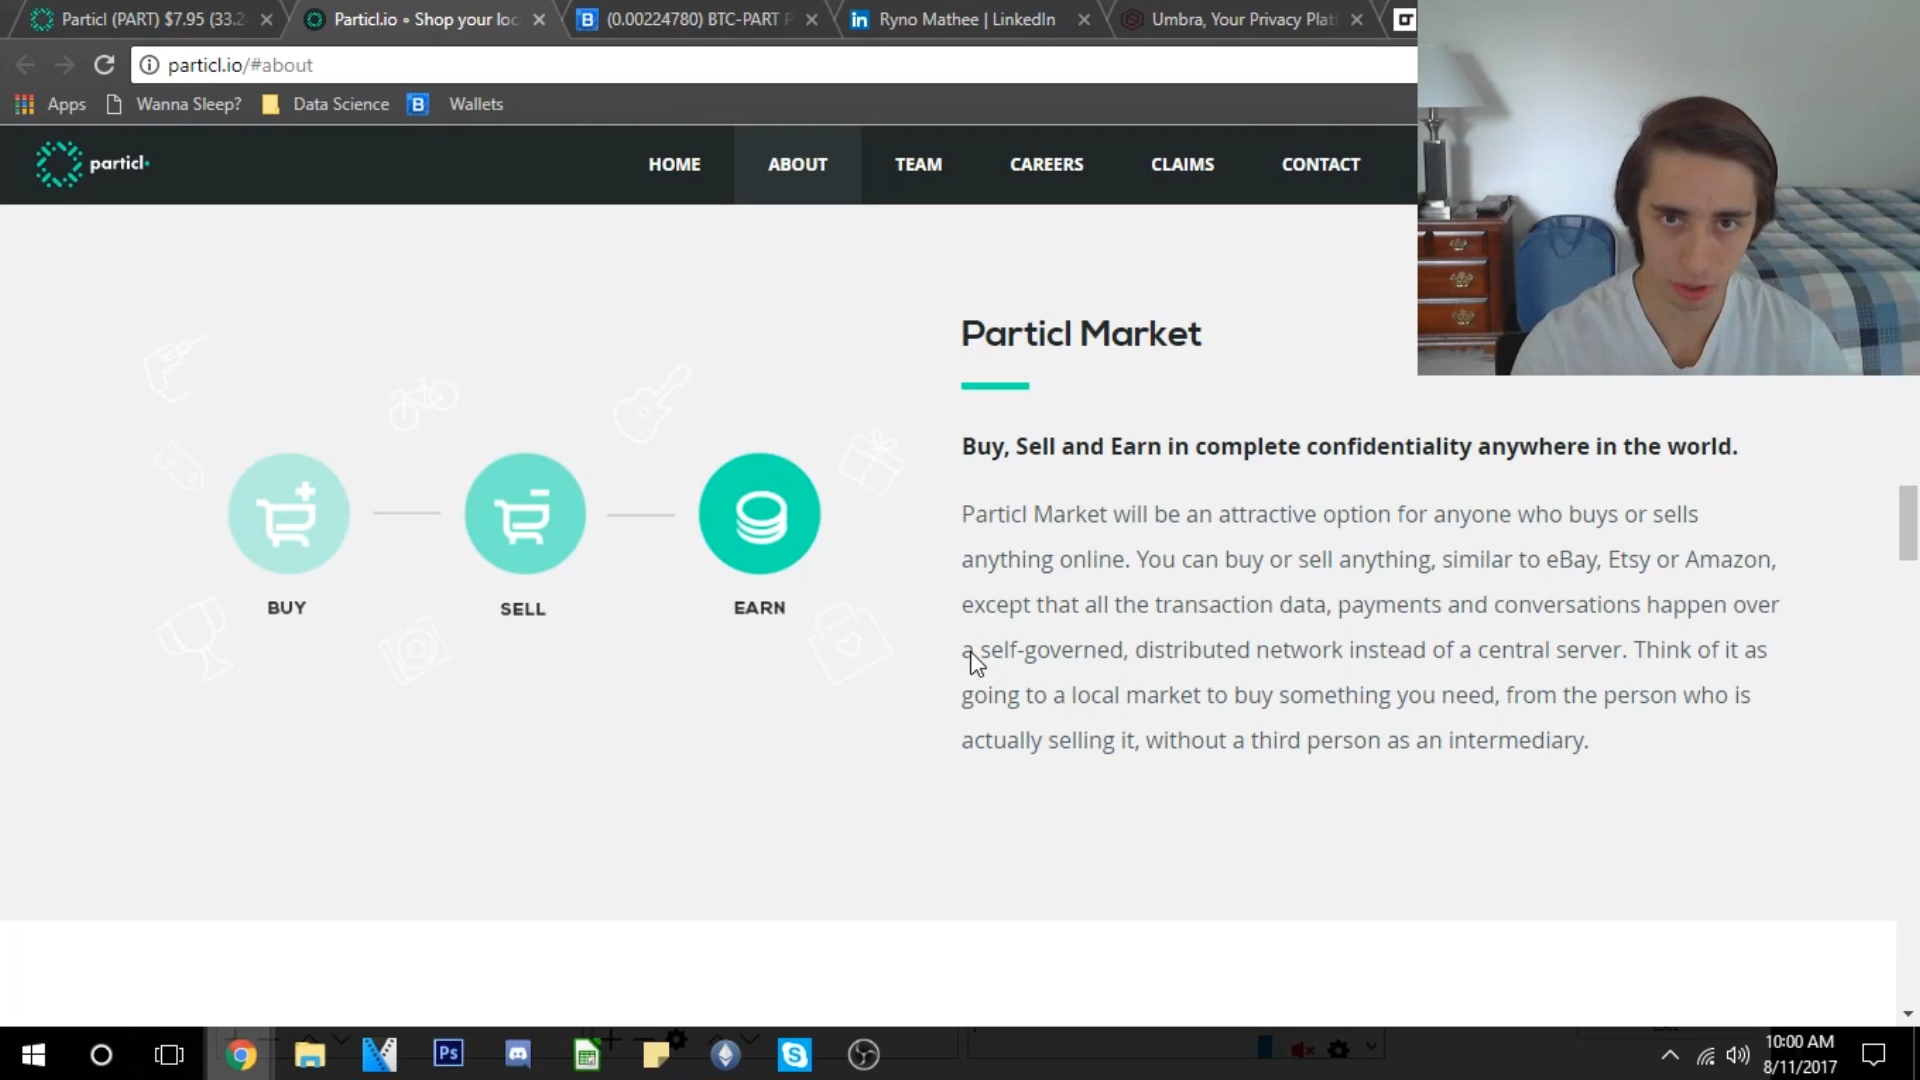 Particl (PART) $7.95 (33.2
Particl.io • Shop your loc
(0.00224780) BTC-PART P
Ryno Mathee | LinkedIn
Umbra, Your Privacy Plat
particl.io/#about
Apps
Wanna Sleep?
Data Science
B
Wallets
particl
HOME
ABOUT
TEAM
CAREERS
CLAIMS
CONTACT
Particl Market
Buy, Sell and Earn in complete confidentiality anywhere in the world.
Particl Market will be an attractive option for anyone who buys or sells
anything online. You can buy or sell anything, similar to eBay, Etsy or Amazon,
except that all the transaction data, payments and conversations happen over
a self-governed, distributed network instead of a central server. Think of it as
going to a local market to buy something you need, from the person who is
actually selling it, without a third person as an intermediary.
BUY
SELL
EARN
Ps
10:00 AM
8/11/2017